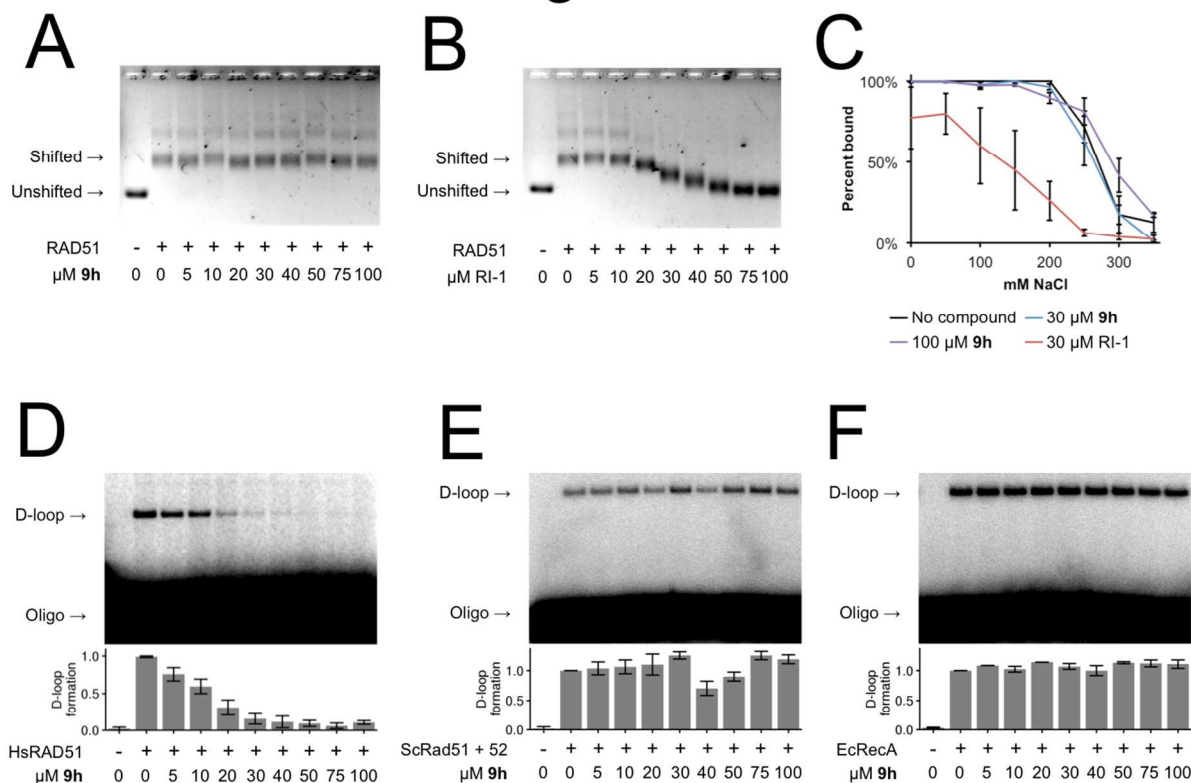 A
Shifted →
Unshifted →
RAD51 - + + + + + + + + +
µM 9h 0 0 5 10 20 30 40 50 75 100
B
Shifted →
Unshifted →
RAD51 - + + + + + + + + +
µM RI-1 0 0 5 10 20 30 40 50 75 100
C
100%
50%
0%
Percent bound
0 100 200 300
mM NaCl
No compound 30 µM 9h
100 µM 9h 30 µM RI-1
D
D-loop →
Oligo →
1.0
0.5
0.0
D-loop
formation
HsRAD51 - + + + + + + + + +
µM 9h 0 0 5 10 20 30 40 50 75 100
E
D-loop →
Oligo →
1.0
0.5
0.0
D-loop
formation
ScRad51 + 52 - + + + + + + + + +
µM 9h 0 0 5 10 20 30 40 50 75 100
F
D-loop →
Oligo →
1.0
0.5
0.0
D-loop
formation
EcRecA - + + + + + + + + +
µM 9h 0 0 5 10 20 30 40 50 75 100